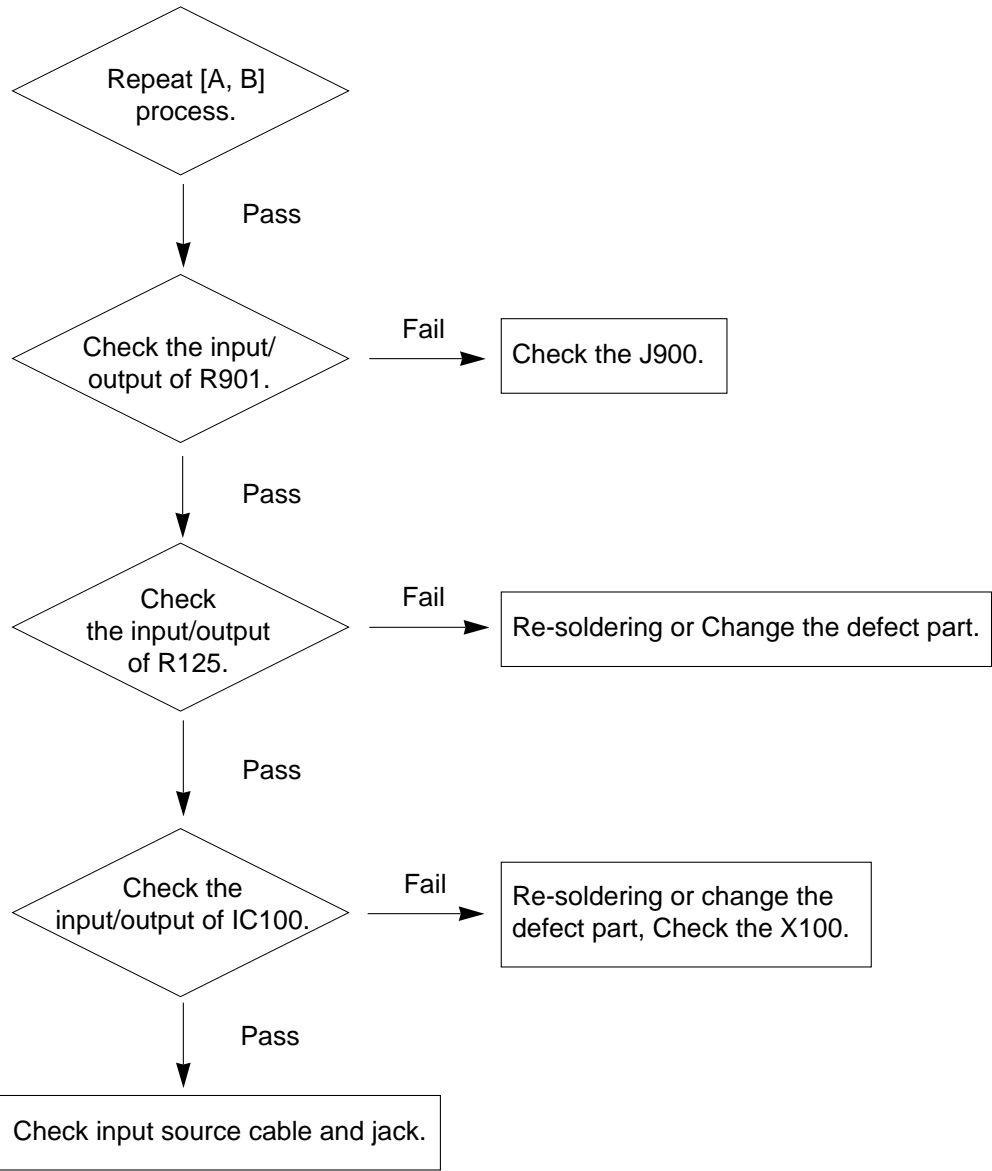 Repeat [A, B]
process.
Pass
Check the input/
output of R901.
Fail
Check the J900.
Pass
Check
the input/output
of R125.
Fail
Re-soldering or Change the defect part.
Pass
Check the
input/output of IC100.
Fail
Re-soldering or change the
defect part, Check the X100.
Pass
Check input source cable and jack.